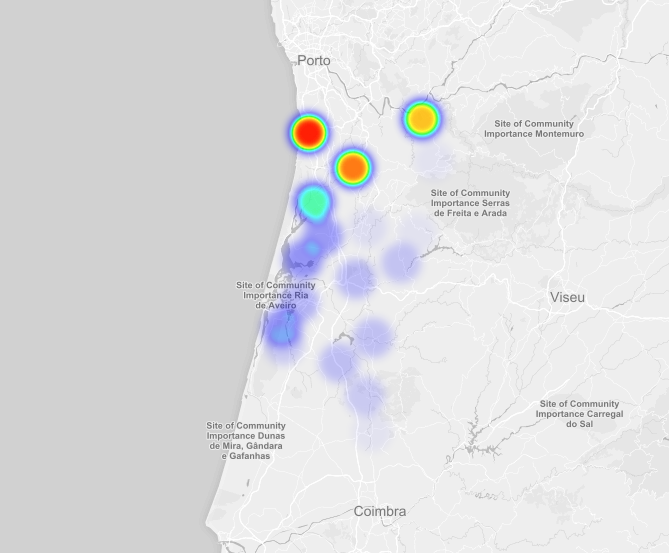 Porto
Site of Community
Importance Montemuro
Site of Community
Importance Serras
de Freita e Arada
Site of Community
Importance Ria
de Aveiro
Viseu
Site of Community
Importance Carregal
do Sal
Site of Community
Importance Dunas
de Mira, Gândara
e Gafanhas
Coimbra